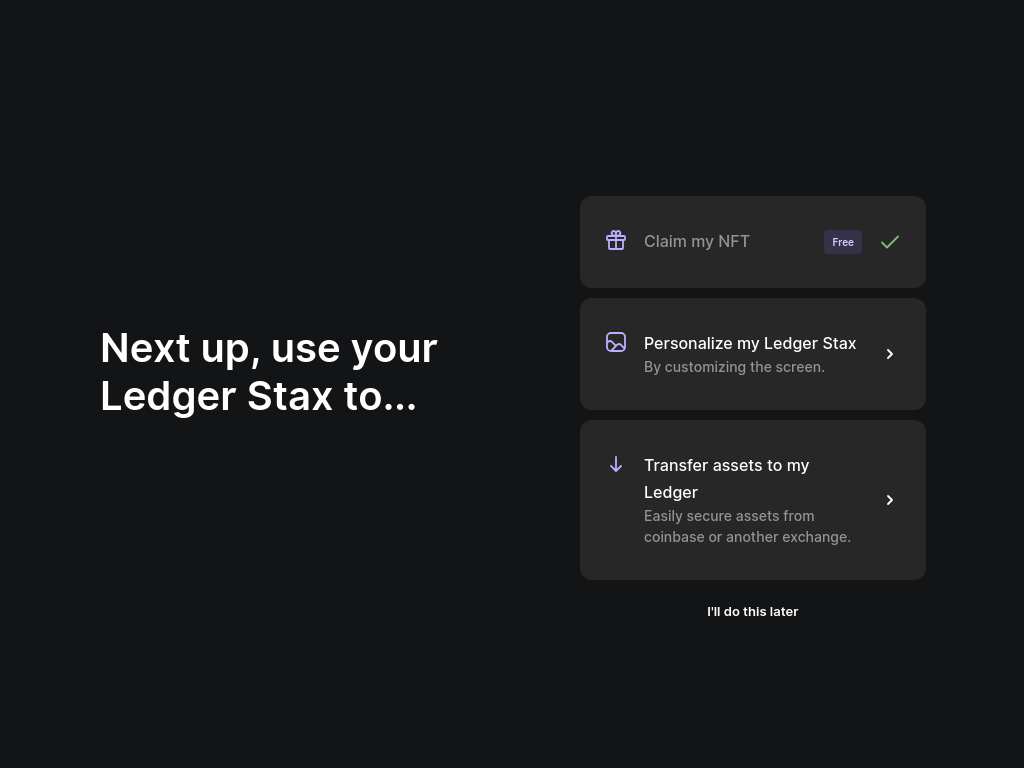 Next up, use your
Ledger Stax to...
Claim my NFT
Free
Personalize my Ledger Stax
By customizing the screen.
Transfer assets to my
Ledger
Easily secure assets from
coinbase or another exchange.
I'll do this later